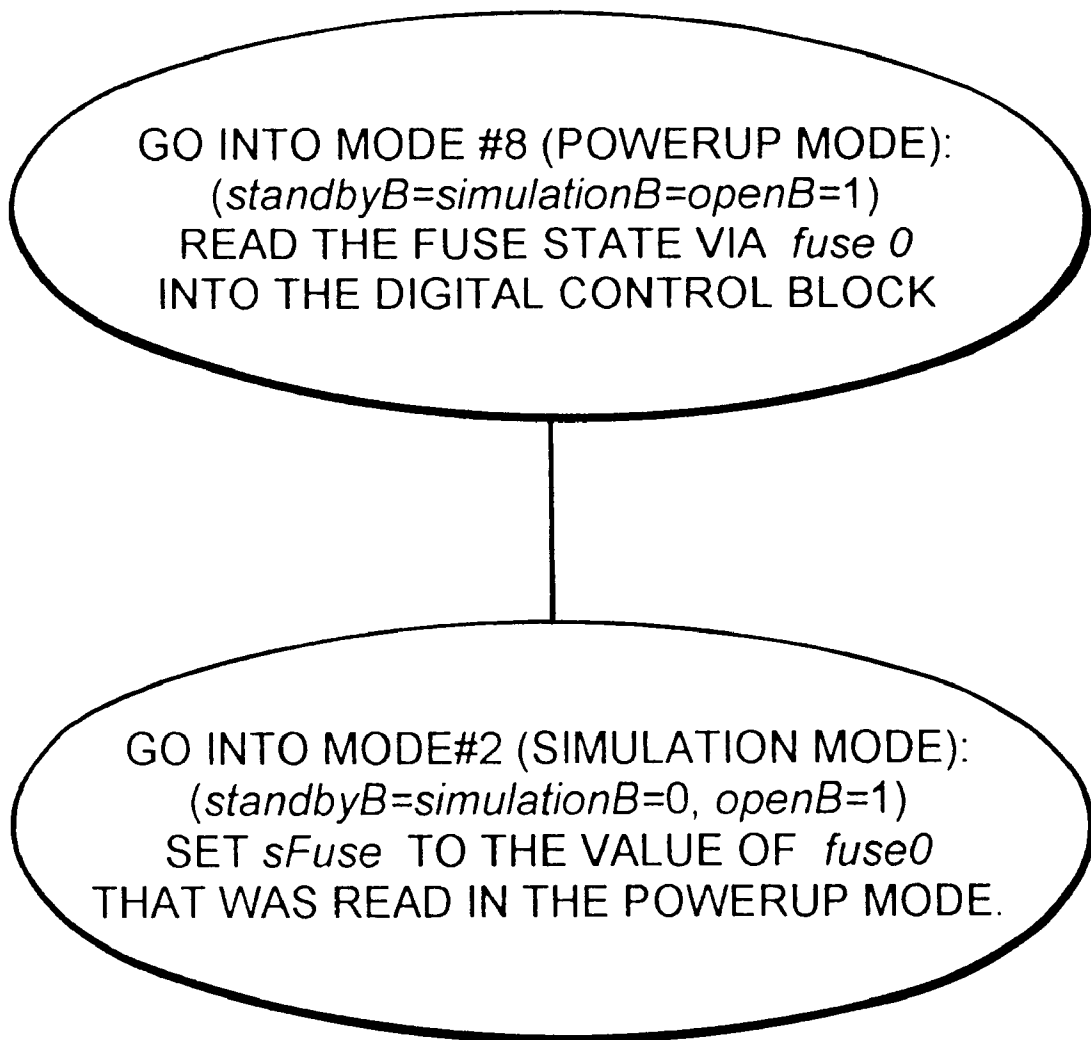 GO INTO MODE #8 (POWERUP MODE):
(standbyB=simulationB=openB=1)
READ THE FUSE STATE VIA fuse 0
INTO THE DIGITAL CONTROL BLOCK
GO INTO MODE#2 (SIMULATION MODE):
(standbyB=simulationB=0, openB=1)
SET sFuse TO THE VALUE OF fuse0
THAT WAS READ IN THE POWERUP MODE.